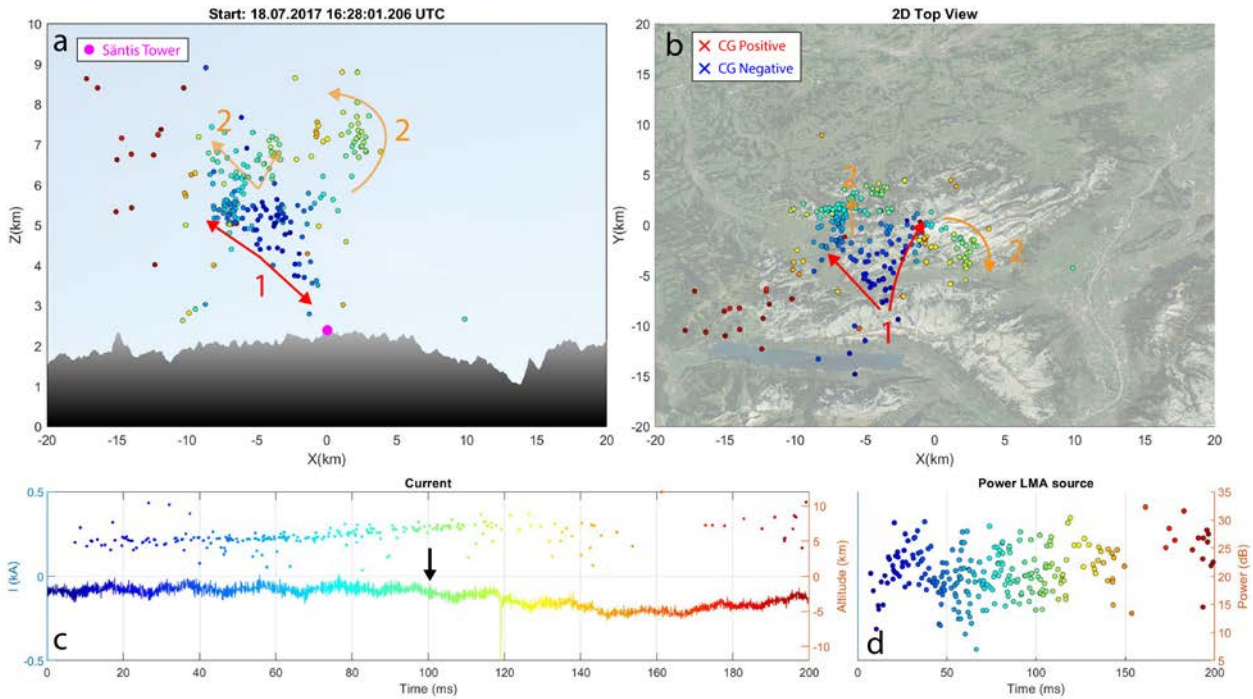 Start: 18.07.2017 16:28:01.206 UTC
a
Säntis Tower
10
9
8
7
6
5
4
3
2
1
0
Z(km)
2
2
1
-20 -15 -10 -5 0 5 10 15 20
X(km)
2D Top View
b
CG Positive
CG Negative
20
15
10
5
0
-5
-10
-15
-20
Y(km)
2
2
1
-20 -15 -10 -5 0 5 10 15 20
X(km)
Current
0.5
0
-0.5
I (kA)
c
10
5
0
-5
-10
Altitude (km)
0 20 40 60 80 100 120 140 160 180 200
Time (ms)
Power LMA source
d
35
30
25
20
15
10
5
Power (dB)
0 50 100 150 200
Time (ms)